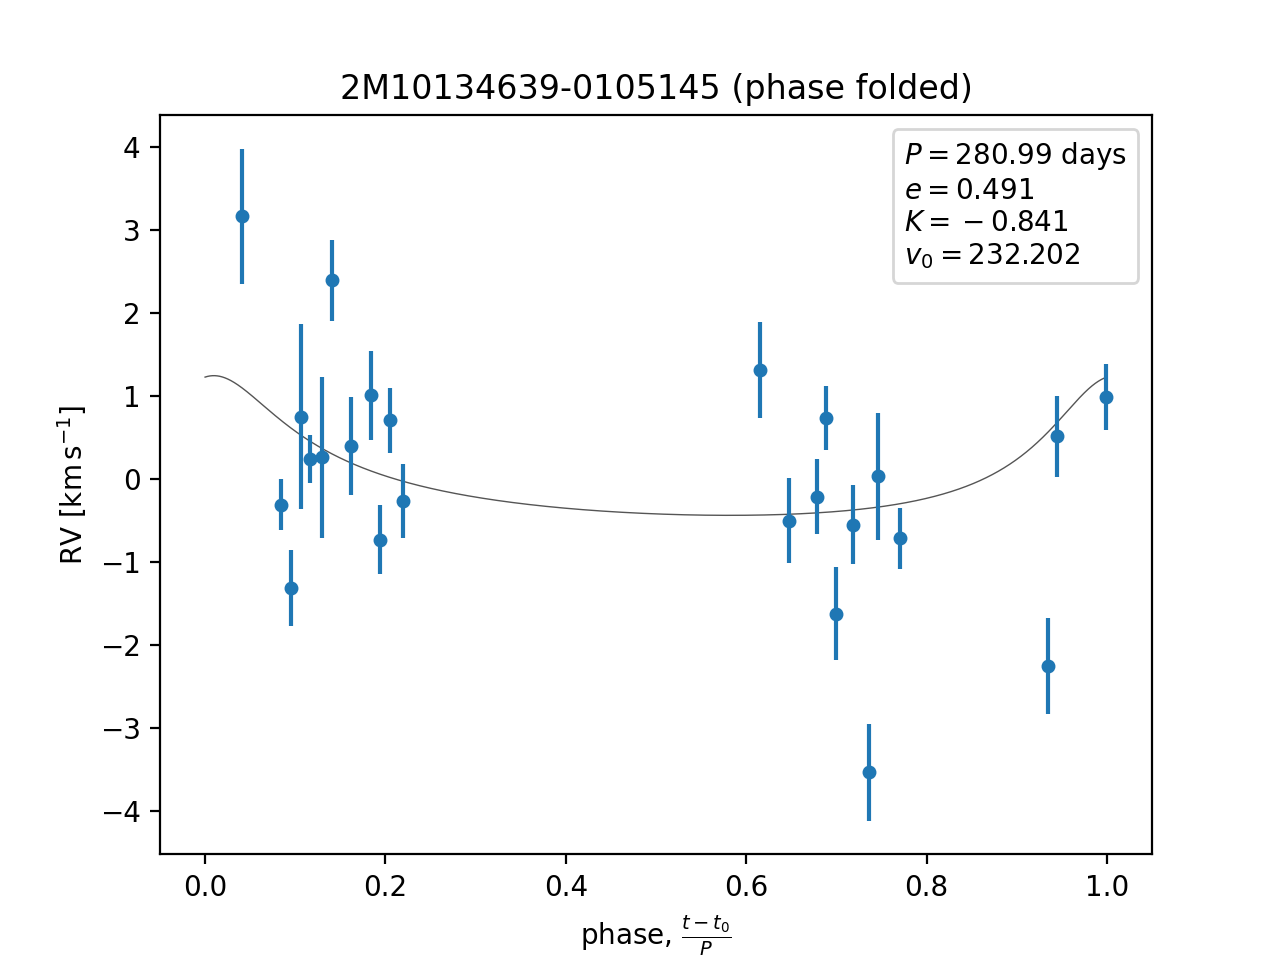 2M10134639-0105145 (phase folded)
P = 280.99 days
e = 0.491
K = −0.841
v₀ = 232.202
RV [km s⁻¹]
4
3
2
1
0
−1
−2
−3
−4
0.0 0.2 0.4 0.6 0.8 1.0
phase, (t − t₀)/P